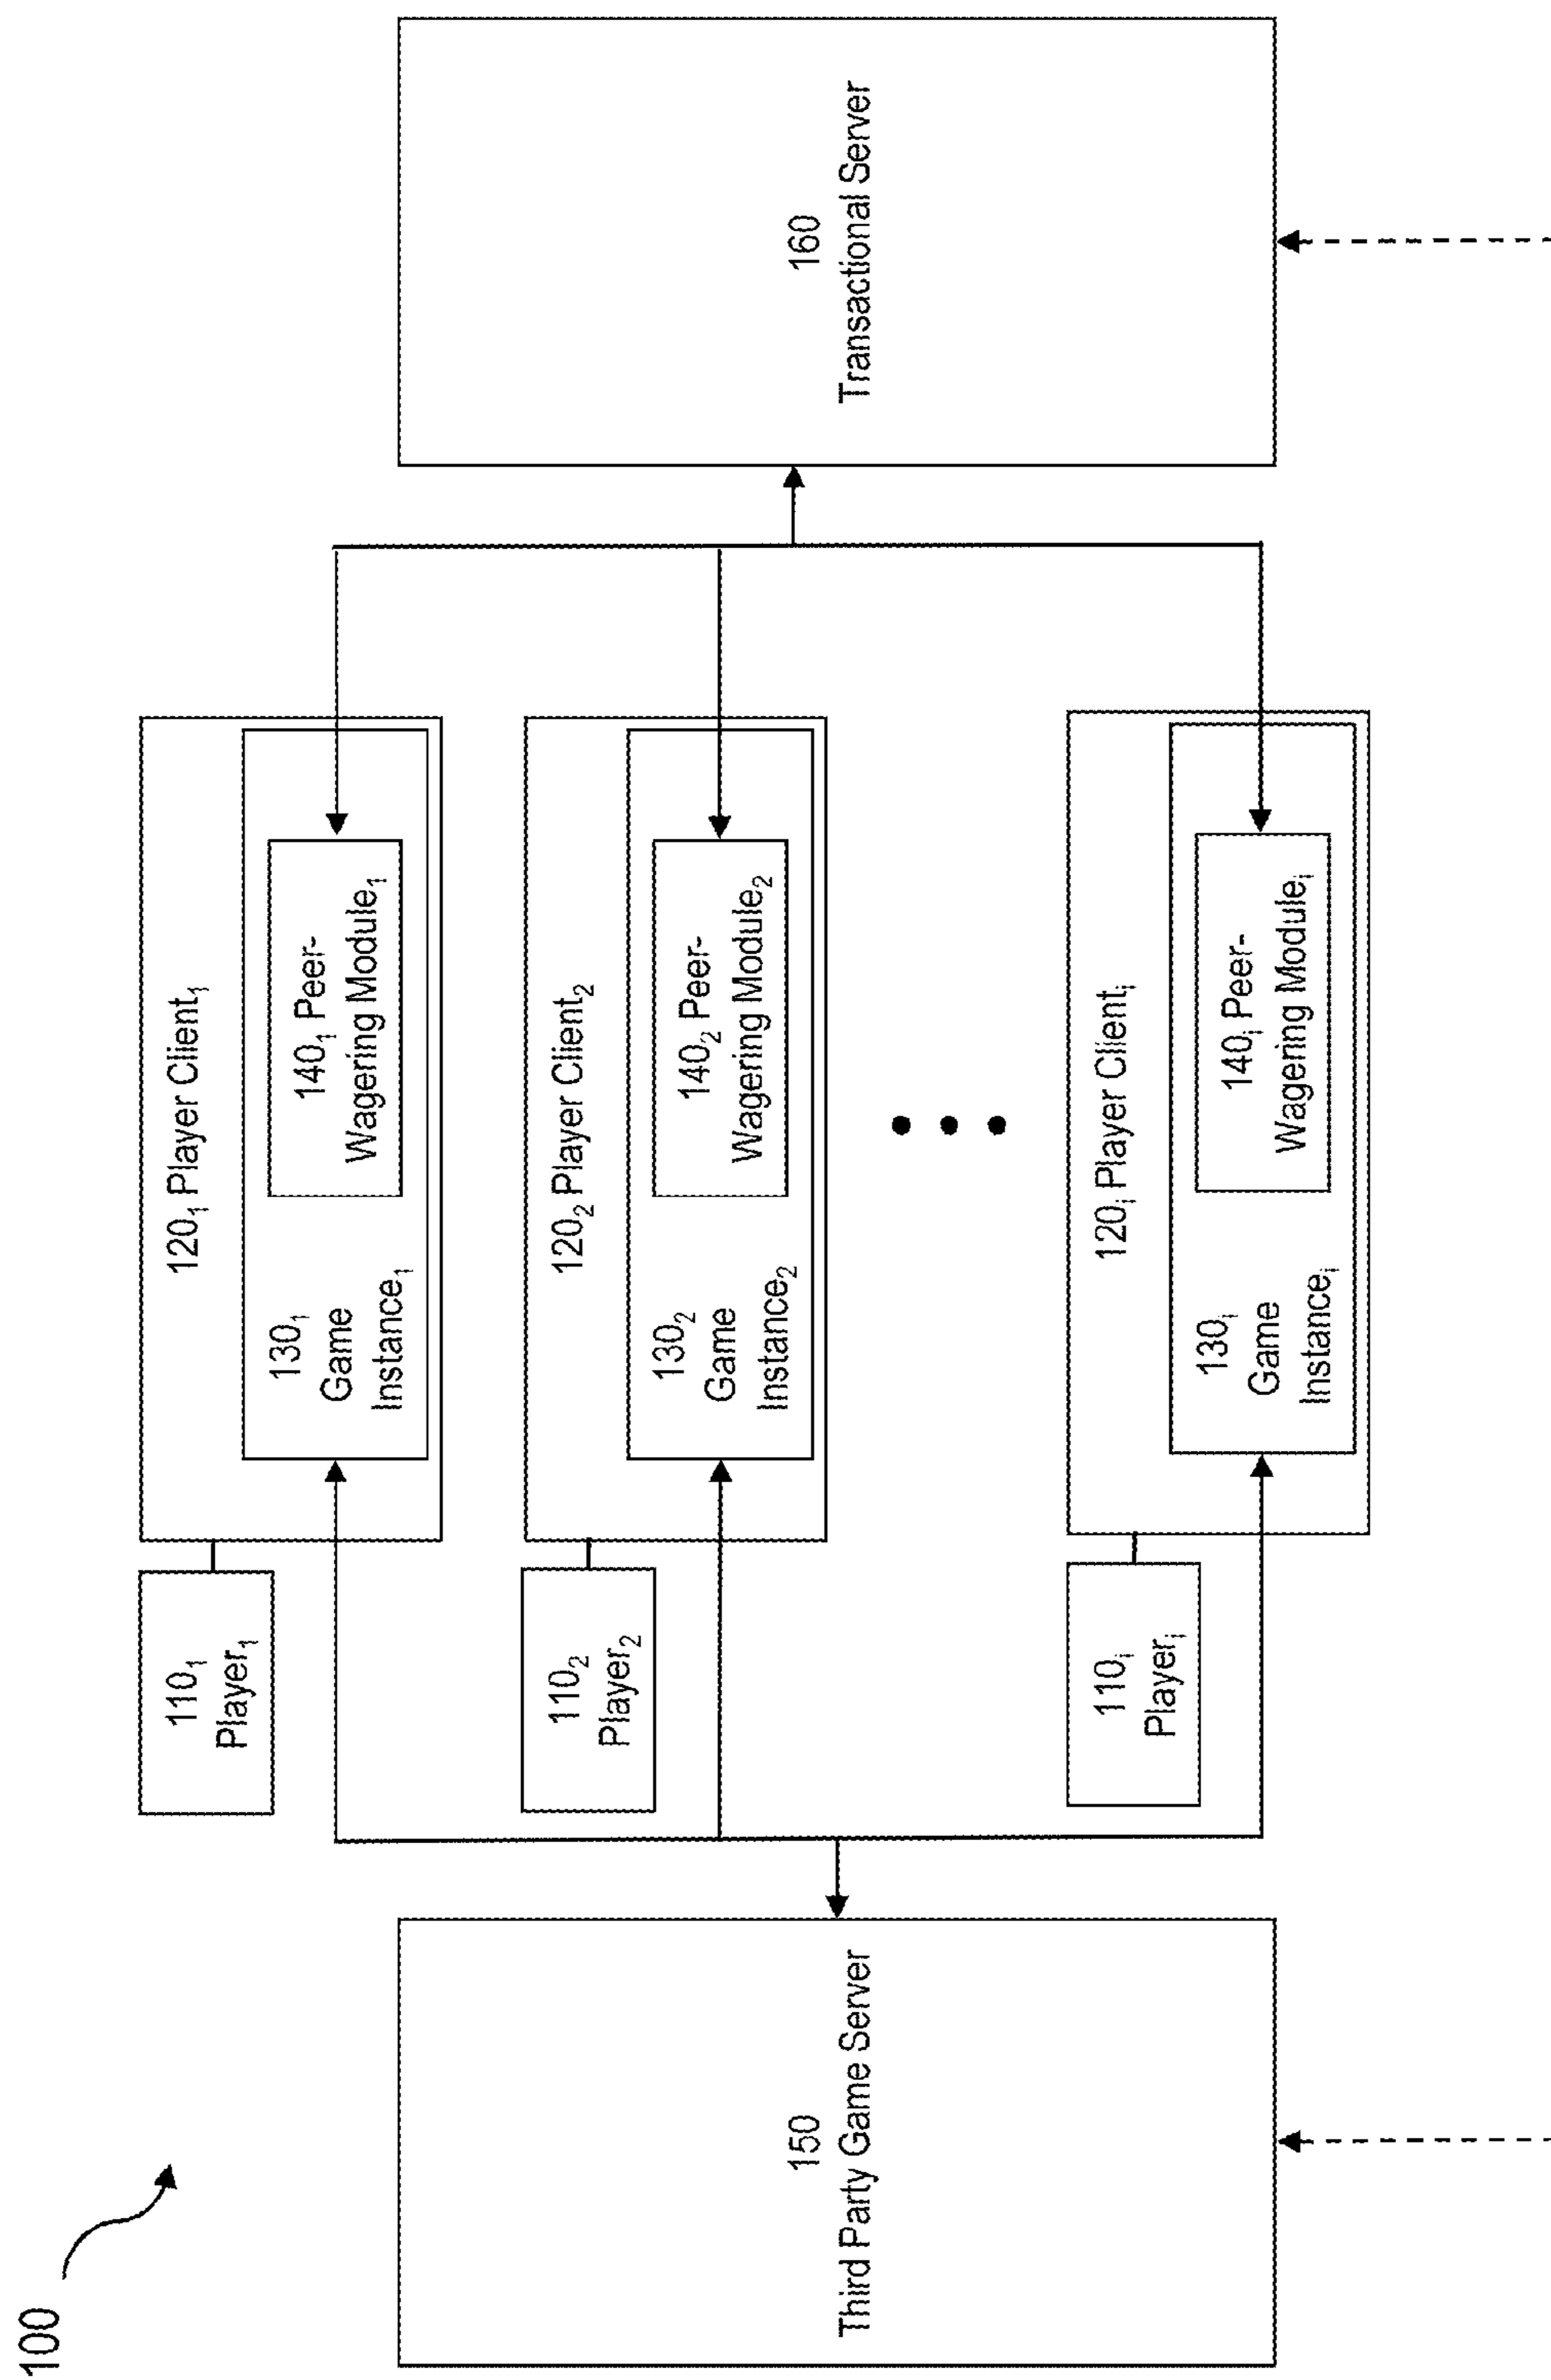 100
150
Third Party Game Server
110₁
Player₁
120₁ Player Client₁
130₁
Game
Instance₁
140₁ Peer-
Wagering Module₁
110₂
Player₂
120₂ Player Client₂
130₂
Game
Instance₂
140₂ Peer-
Wagering Module₂
110ᵢ
Playerᵢ
120ᵢ Player Clientᵢ
130ᵢ
Game
Instanceᵢ
140ᵢ Peer-
Wagering Moduleᵢ
160
Transactional Server